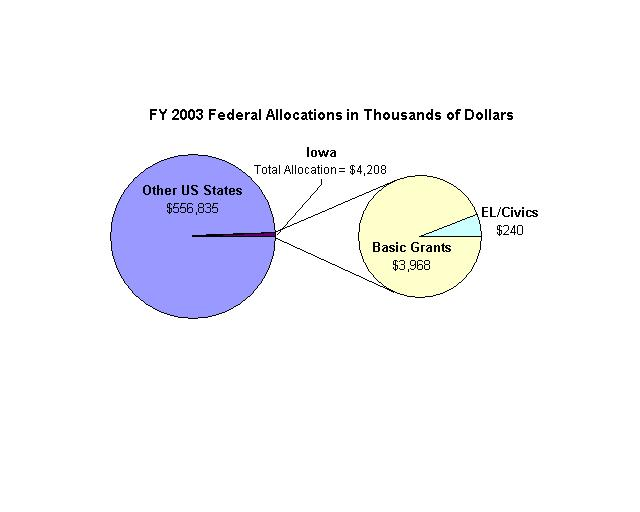 FY 2003 Federal Allocations in Thousands of Dollars
Iowa
Total Allocation = $4,208
Other US States
$556,835
EL/Civics
$240
Basic Grants
$3,968